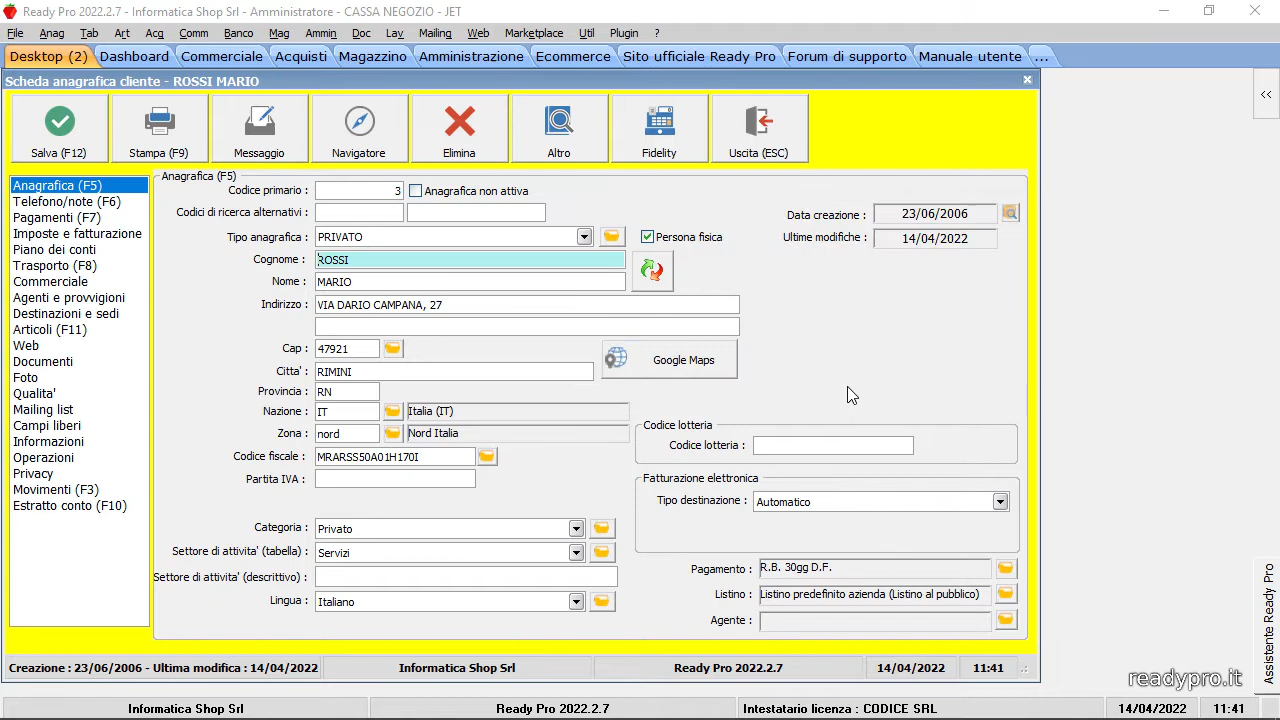 Ready Pro 2022.2.7 - Informatica Shop Srl - Amministratore - CASSA NEGOZIO - JET
File Anag Tab Art Acq Comm Banco Mag Ammin Doc Lav Mailing Web Marketplace Util Plugin ?
Desktop (2) Dashboard Commerciale Acquisti Magazzino Amministrazione Ecommerce Sito ufficiale Ready Pro Forum di supporto Manuale utente ...
Scheda anagrafica cliente - ROSSI MARIO
Salva (F12) Stampa (F9) Messaggio Navigatore Elimina Altro Fidelity Uscita (ESC)
Anagrafica (F5)
Telefono/note (F6)
Pagamenti (F7)
Imposte e fatturazione
Piano dei conti
Trasporto (F8)
Commerciale
Agenti e provvigioni
Destinazioni e sedi
Articoli (F11)
Web
Documenti
Foto
Qualita'
Mailing list
Campi liberi
Informazioni
Operazioni
Privacy
Movimenti (F3)
Estratto conto (F10)
Anagrafica (F5)
Codice primario : 3 Anagrafica non attiva
Codici di ricerca alternativi :
Data creazione : 23/06/2006
Tipo anagrafica : PRIVATO Persona fisica
Ultime modifiche : 14/04/2022
Cognome : ROSSI
Nome : MARIO
Indirizzo : VIA DARIO CAMPANA, 27
Cap : 47921
Google Maps
Citta' : RIMINI
Provincia : RN
Nazione : IT Italia (IT)
Zona : nord Nord Italia
Codice fiscale : MRARSS50A01H170I
Partita IVA :
Codice lotteria
Codice lotteria :
Fatturazione elettronica
Tipo destinazione : Automatico
Categoria : Privato
Settore di attivita' (tabella) : Servizi
Settore di attivita' (descrittivo) :
Lingua : Italiano
Pagamento : R.B. 30gg D.F.
Listino : Listino predefinito azienda (Listino al pubblico)
Agente :
Creazione : 23/06/2006 - Ultima modifica : 14/04/2022 Informatica Shop Srl Ready Pro 2022.2.7 14/04/2022 11:41
«
Assistente Ready Pro
readypro.it
Informatica Shop Srl Ready Pro 2022.2.7 Intestatario licenza : CODICE SRL 14/04/2022 11:41